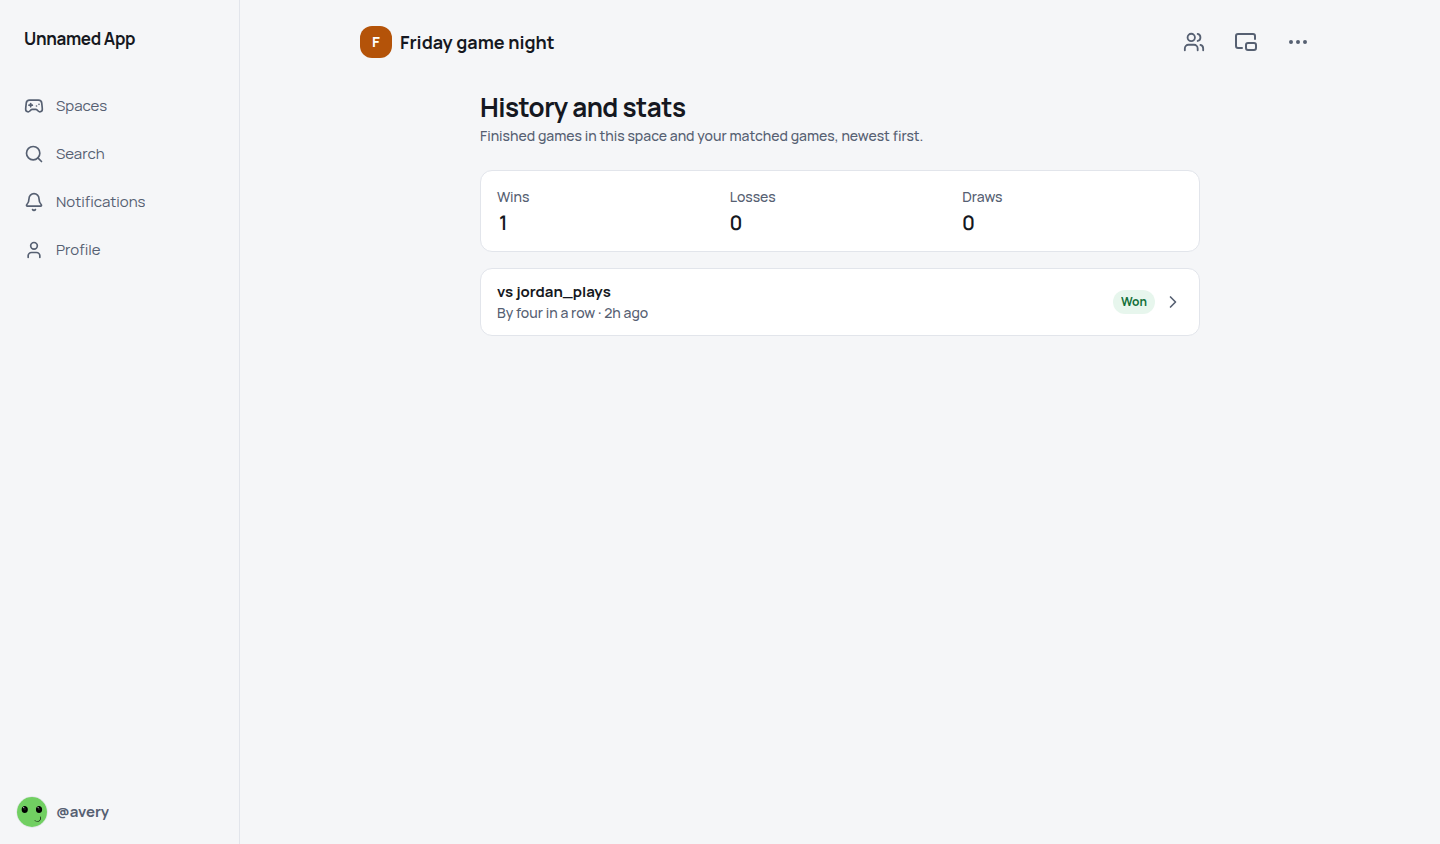 Unnamed App
Spaces
Search
Notifications
Profile
@avery
F
Friday game night
History and stats
Finished games in this space and your matched games, newest first.
Wins
1
Losses
0
Draws
0
vs jordan_plays
By four in a row · 2h ago
Won